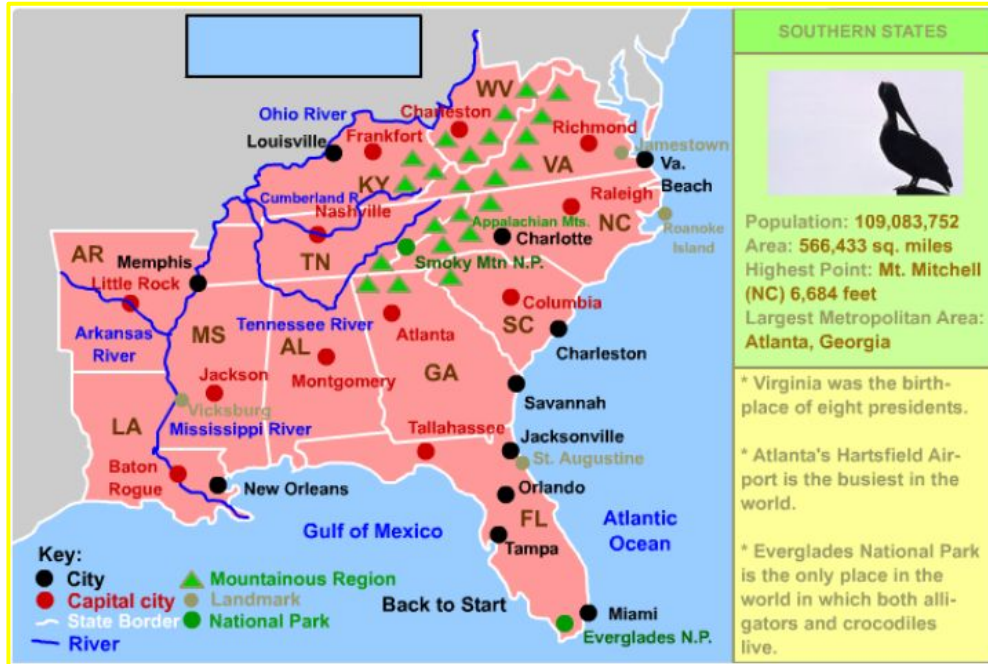 SOUTHERN STATES
Population: 109,083,752
Area: 566,433 sq. miles
Highest Point: Mt. Mitchell
(NC) 6,684 feet
Largest Metropolitan Area:
Atlanta, Georgia
* Virginia was the birth-
place of eight presidents.
* Atlanta's Hartsfield Air-
port is the busiest in the
world.
* Everglades National Park
is the only place in the
world in which both alli-
gators and crocodiles
live.
WV
Ohio River
Charleston
Louisville
Frankfort
Richmond
Jamestown
VA
Va.
Beach
KY
Cumberland R.
Nashville
Raleigh
NC
Roanoke
Island
Appalachian Mts.
Charlotte
AR
Memphis
TN
Smoky Mtn N.P.
Little Rock
Columbia
Arkansas
River
MS
Tennessee River
Atlanta
SC
AL
Charleston
Montgomery
GA
Jackson
Savannah
Vicksburg
LA
Mississippi River
Tallahassee
Jacksonville
St. Augustine
Baton
Rogue
New Orleans
Orlando
FL
Gulf of Mexico
Atlantic
Ocean
Tampa
Key:
City
Capital city
State Border
River
Mountainous Region
Landmark
National Park
Back to Start
Miami
Everglades N.P.